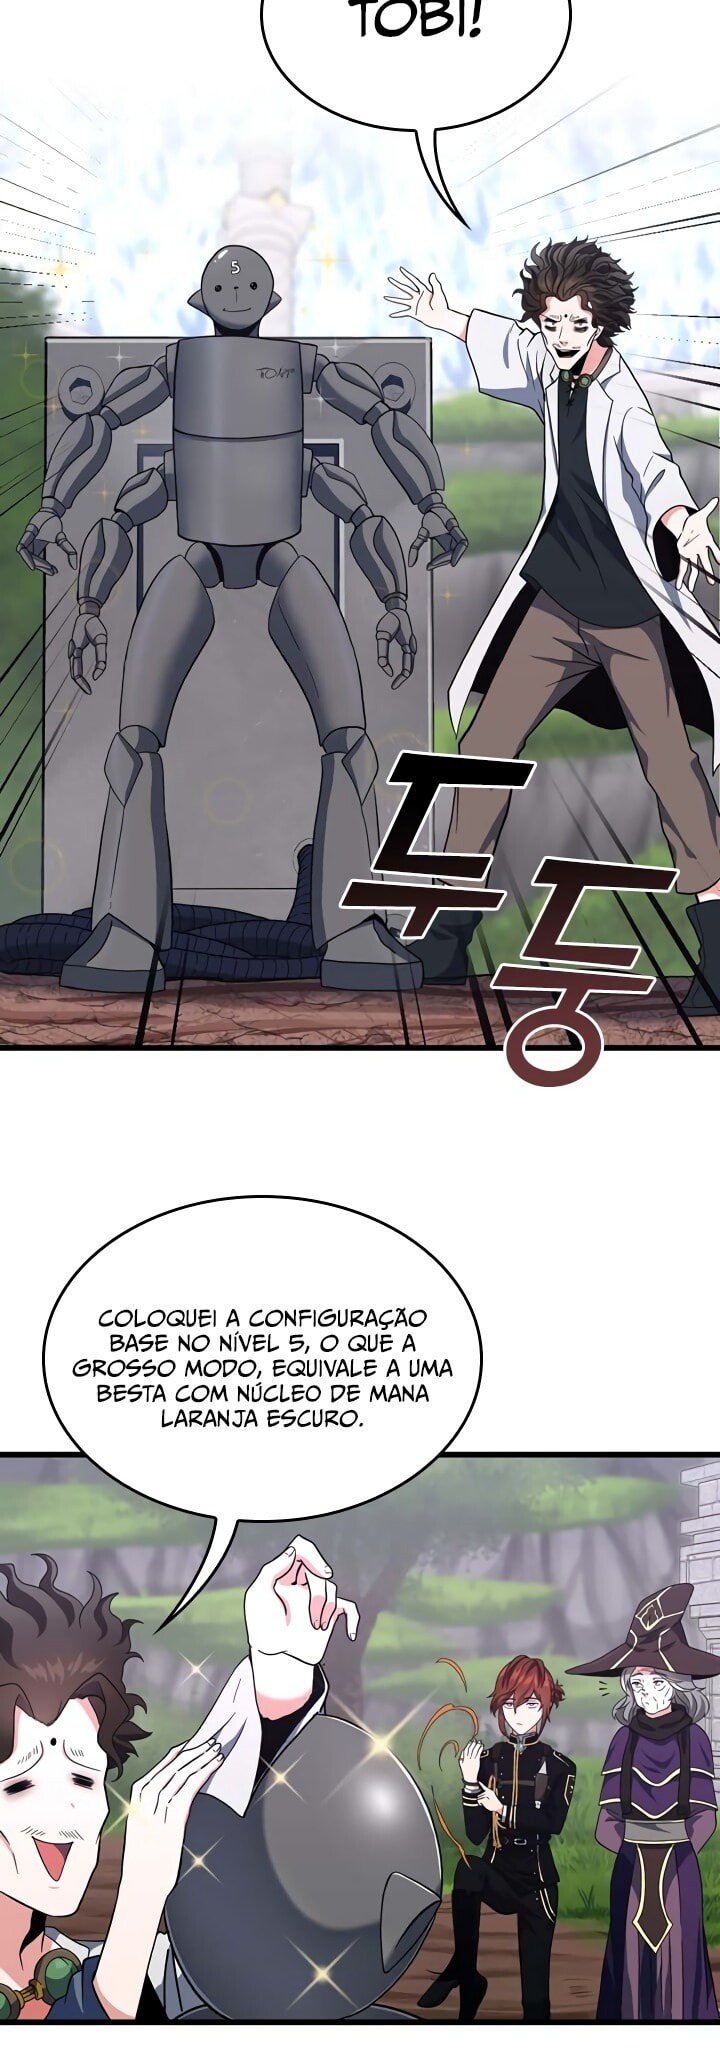 TOBI!
5
두둥
COLOQUEI A CONFIGURAÇÃO
BASE NO NÍVEL 5, O QUE A
GROSSO MODO, EQUIVALE A UMA
BESTA COM NÚCLEO DE MANA
LARANJA ESCURO.